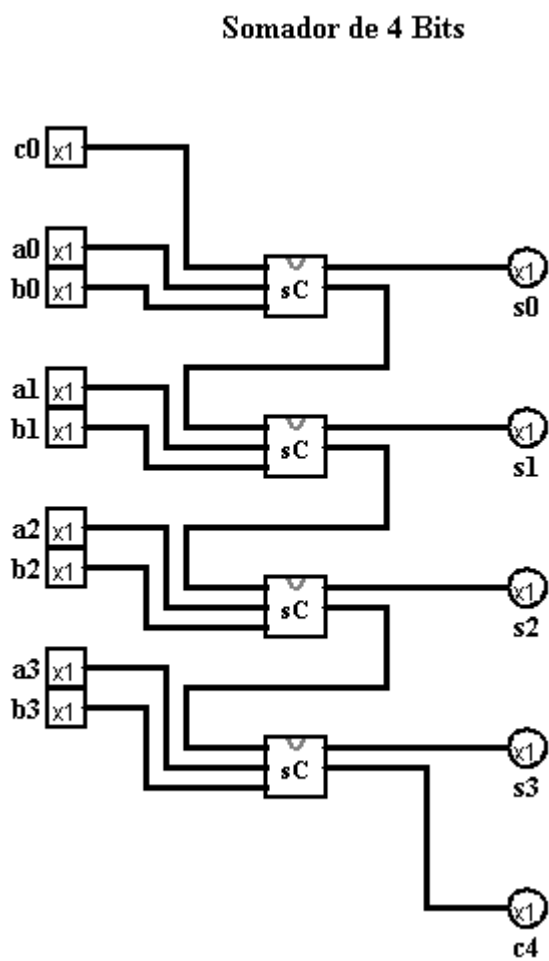 Somador de 4 Bits
c0 x1
a0 x1
b0 x1
sC
x1
s0
a1 x1
b1 x1
sC
x1
s1
a2 x1
b2 x1
sC
x1
s2
a3 x1
b3 x1
sC
x1
s3
x1
c4